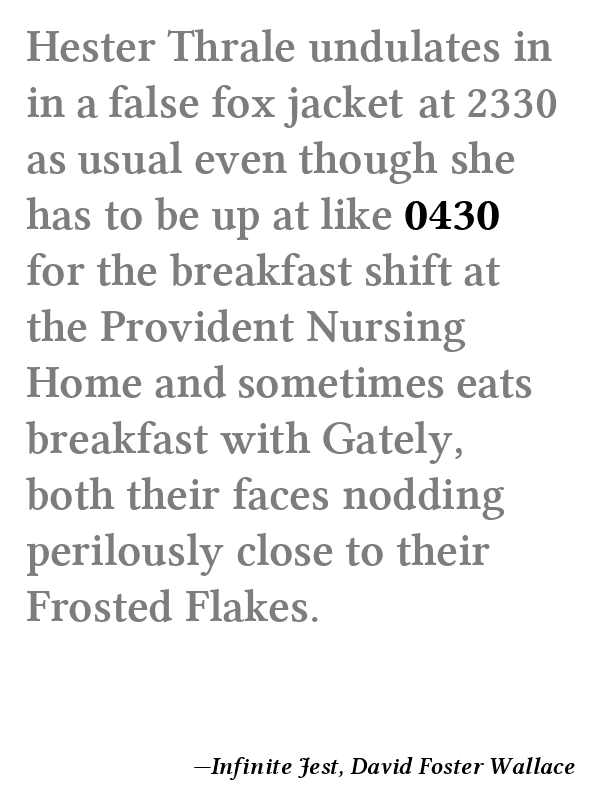 Hester Thrale undulates in
in a false fox jacket at 2330
as usual even though she
has to be up at like 0430
for the breakfast shift at
the Provident Nursing
Home and sometimes eats
breakfast with Gately,
both their faces nodding
perilously close to their
Frosted Flakes.
—Infinite Jest, David Foster Wallace